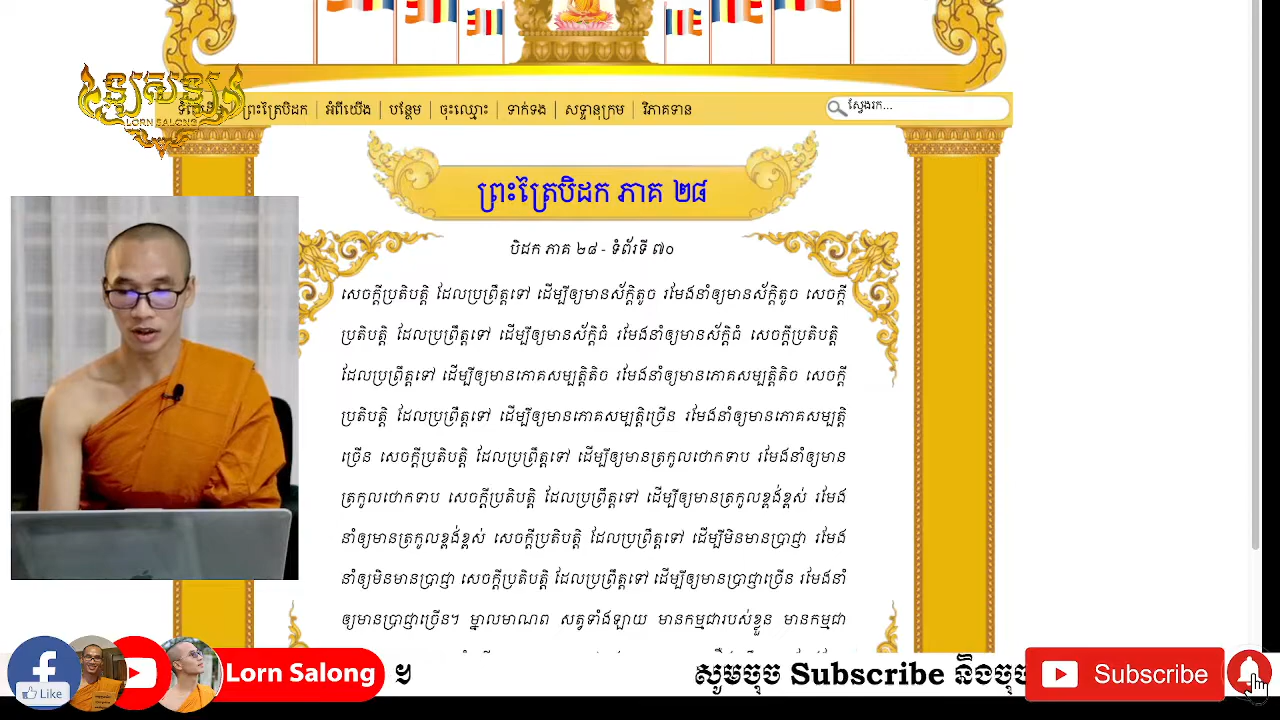 ឡុងសាឡុង
LORN SALONG
ព្រះត្រៃបិដក | អំពីយើង | បន្ថែម | ចុះឈ្មោះ | ទាក់ទង | សទ្ទានុក្រម | វិភាគទាន
ស្វែងរក...
ព្រះត្រៃបិដក ភាគ ២៨
បិដក ភាគ ២៨ - ទំព័រទី ៧០
សេចក្តីប្រតិបត្តិ ដែលប្រព្រឹត្តទៅ ដើម្បីឲ្យមានស័ក្តិតូច រមែងនាំឲ្យមានស័ក្តិតូច សេចក្តី
ប្រតិបត្តិ ដែលប្រព្រឹត្តទៅ ដើម្បីឲ្យមានស័ក្តិធំ រមែងនាំឲ្យមានស័ក្តិធំ សេចក្តីប្រតិបត្តិ
ដែលប្រព្រឹត្តទៅ ដើម្បីឲ្យមានភោគសម្បត្តិតិច រមែងនាំឲ្យមានភោគសម្បត្តិតិច សេចក្តី
ប្រតិបត្តិ ដែលប្រព្រឹត្តទៅ ដើម្បីឲ្យមានភោគសម្បត្តិច្រើន រមែងនាំឲ្យមានភោគសម្បត្តិ
ច្រើន សេចក្តីប្រតិបត្តិ ដែលប្រព្រឹត្តទៅ ដើម្បីឲ្យមានត្រកូលថោកទាប រមែងនាំឲ្យមាន
ត្រកូលថោកទាប សេចក្តីប្រតិបត្តិ ដែលប្រព្រឹត្តទៅ ដើម្បីឲ្យមានត្រកូលខ្ពង់ខ្ពស់ រមែង
នាំឲ្យមានត្រកូលខ្ពង់ខ្ពស់ សេចក្តីប្រតិបត្តិ ដែលប្រព្រឹត្តទៅ ដើម្បីមិនមានប្រាជ្ញា រមែង
នាំឲ្យមិនមានប្រាជ្ញា សេចក្តីប្រតិបត្តិ ដែលប្រព្រឹត្តទៅ ដើម្បីឲ្យមានប្រាជ្ញាច្រើន រមែងនាំ
ឲ្យមានប្រាជ្ញាច្រើន។ ម្នាលមាណព សត្វទាំងឡាយ មានកម្មជារបស់ខ្លួន មានកម្មជា
Like
Lorn Salong
ៗ
សូមចុច Subscribe និងចុច
Subscribe